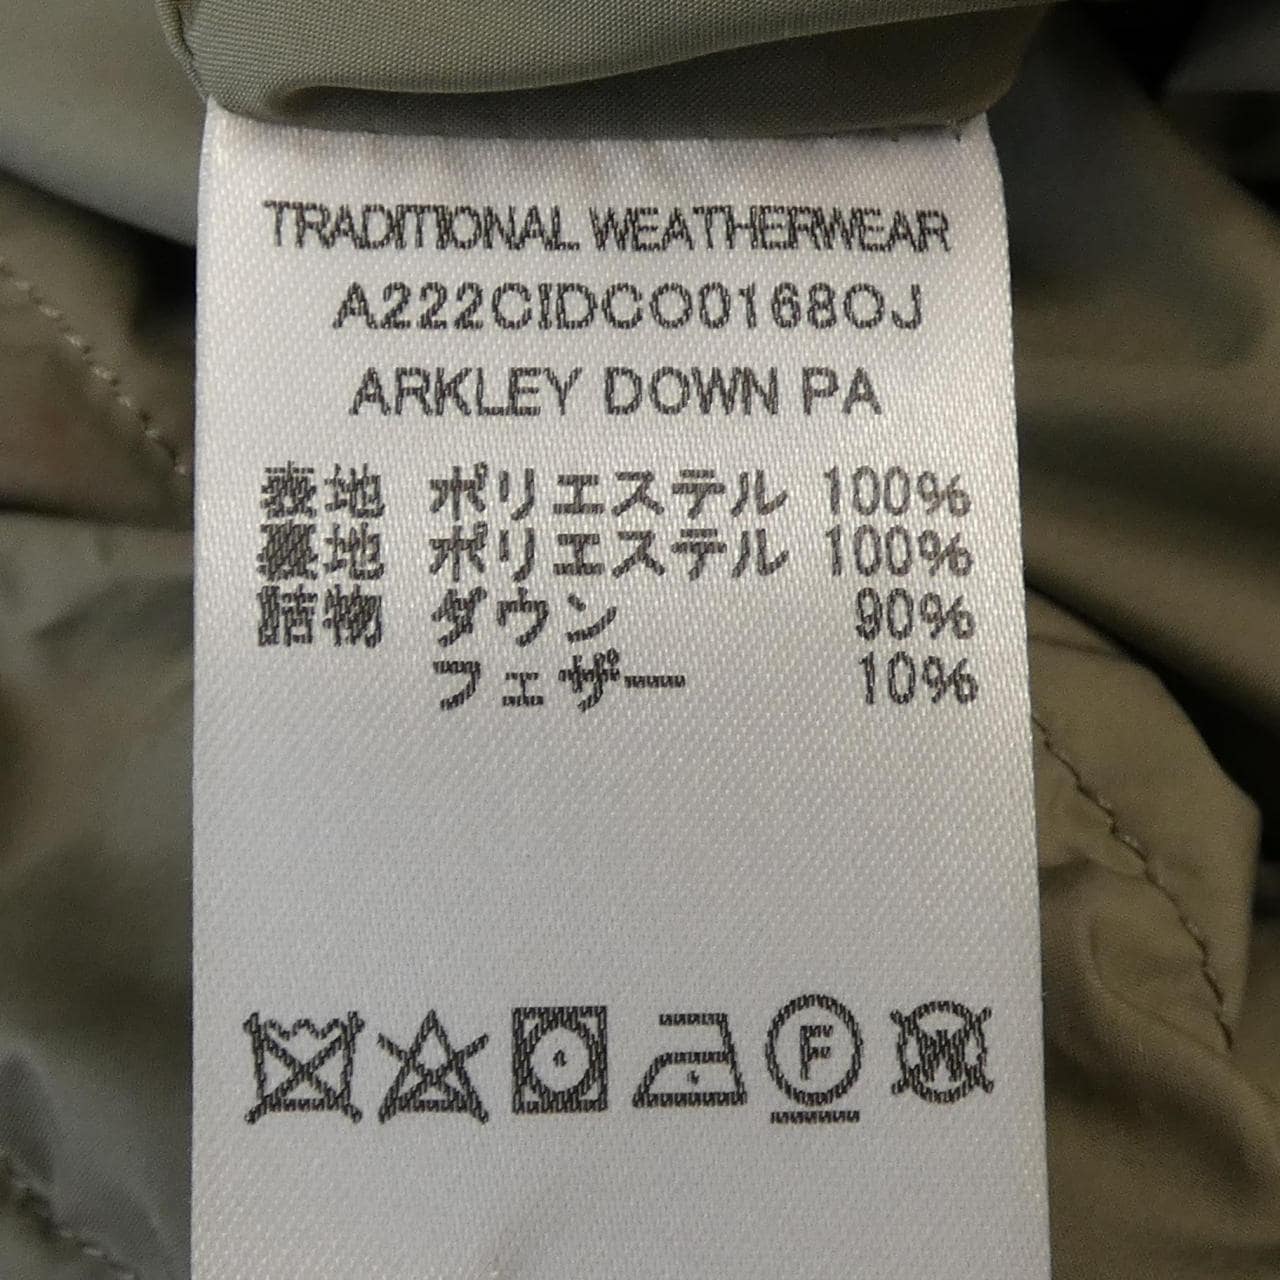 TRADITIONAL WEATHERWEAR
A222CIDCO0168OJ
ARKLEY DOWN PA
表地 ポリエステル 100%
裏地 ポリエステル 100%
詰物 ダウン 90%
フェザー 10%
F W